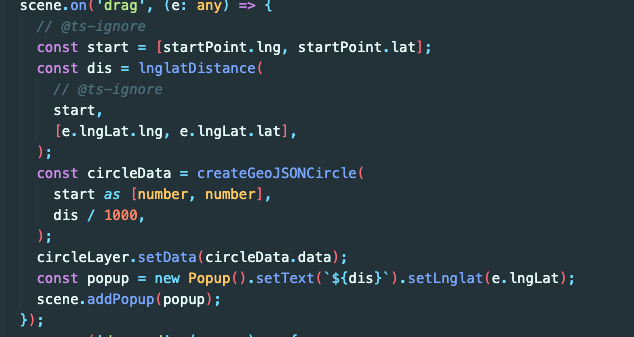 scene.on('drag', (e: any) => {
// @ts-ignore
const start = [startPoint.lng, startPoint.lat];
const dis = lnglatDistance(
// @ts-ignore
start,
[e.lngLat.lng, e.lngLat.lat],
);
const circleData = createGeoJSONCircle(
start as [number, number],
dis / 1000,
);
circleLayer.setData(circleData.data);
const popup = new Popup().setText(`${dis}`).setLnglat(e.lngLat);
scene.addPopup(popup);
});